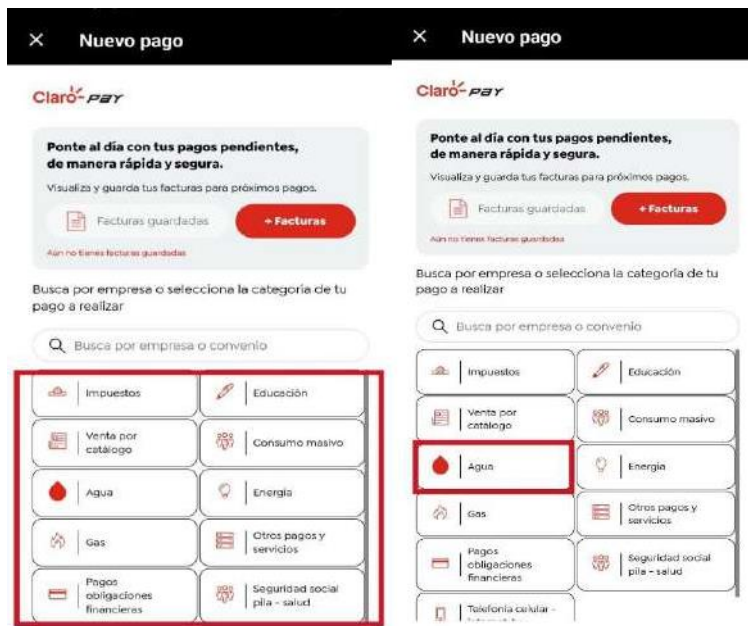 Nuevo pago
Claro-pay
Ponte al día con tus pagos pendientes,
de manera rápida y segura.
Visualiza y guarda tus facturas para próximos pagos.
Facturas guardadas
+ Facturas
Aún no tienes facturas guardadas
Busca por empresa o selecciona la categoría de tu
pago a realizar
Busca por empresa o convenio
Impuestos
Educación
Venta por
catálogo
Consumo masivo
Agua
Energía
Gas
Otros pagos y
servicios
Pagos
obligaciones
financieras
Seguridad social
pila - salud
Nuevo pago
Claro-pay
Ponte al día con tus pagos pendientes,
de manera rápida y segura.
Visualiza y guarda tus facturas para próximos pagos.
Facturas guardadas
+ Facturas
Aún no tienes facturas guardadas
Busca por empresa o selecciona la categoría de tu
pago a realizar
Busca por empresa o convenio
Impuestos
Educación
Venta por
catálogo
Consumo masivo
Agua
Energía
Gas
Otros pagos y
servicios
Pagos
obligaciones
financieras
Seguridad social
pila - salud
Telefonía celular -